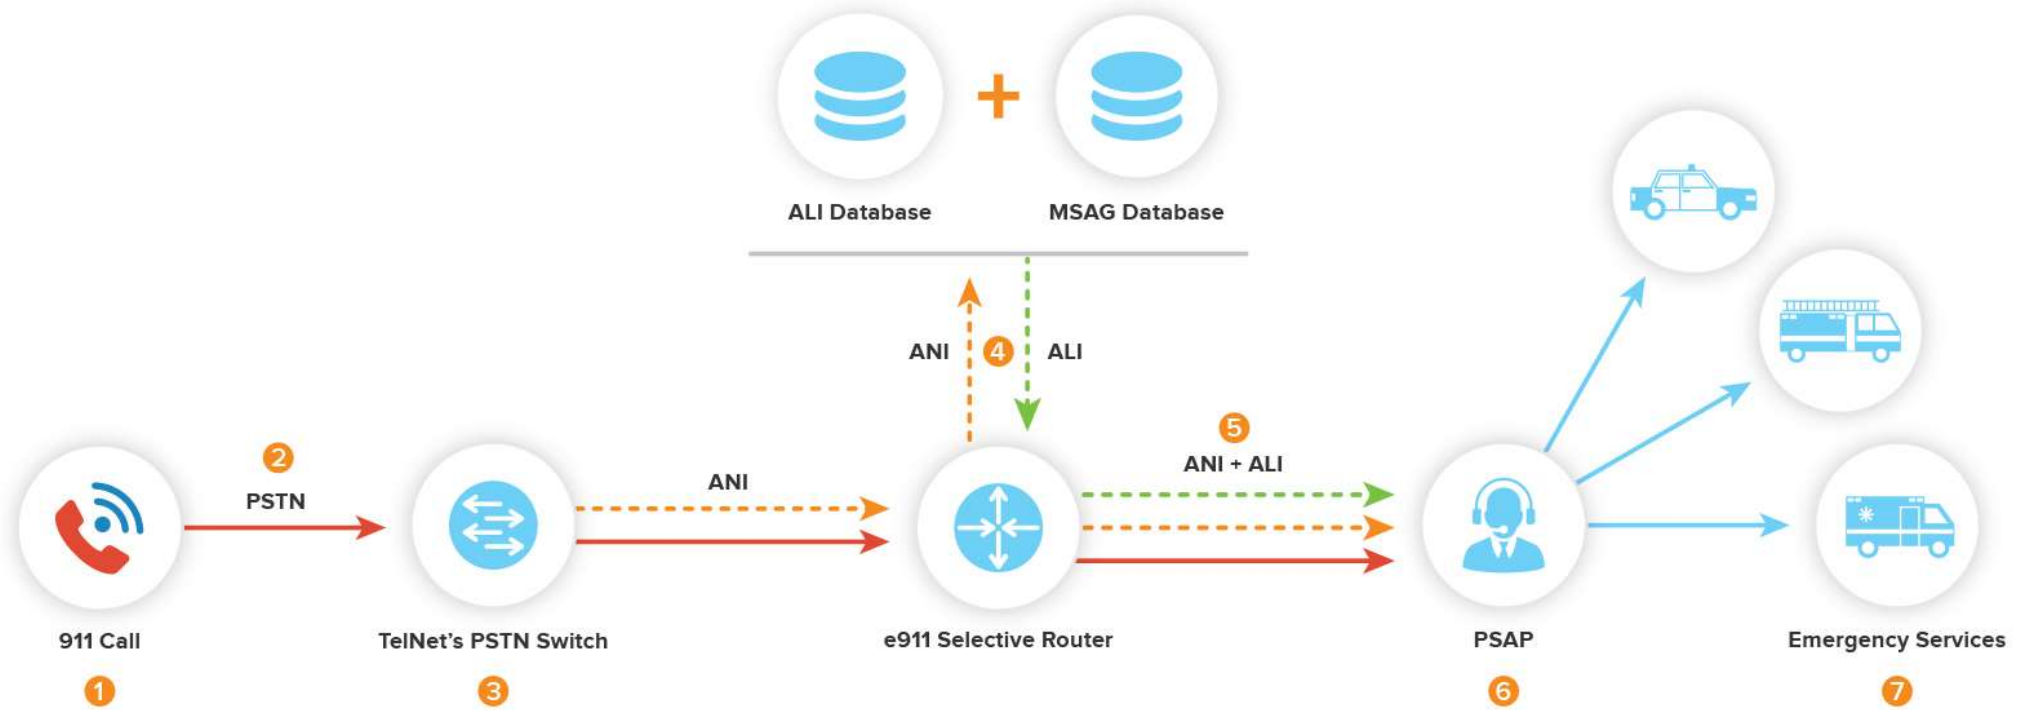 ALI Database
MSAG Database
ANI
4
ALI
2
PSTN
ANI
5
ANI + ALI
911 Call
TelNet's PSTN Switch
e911 Selective Router
PSAP
Emergency Services
1
3
6
7